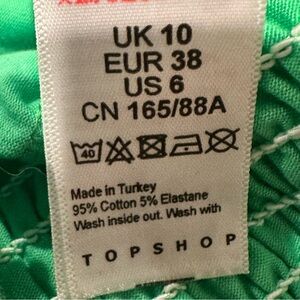 UK 10
EUR 38
US 6
CN 165/88A
40
Made in Turkey
95% Cotton 5% Elastane
Wash inside out. Wash with
TOPSHOP